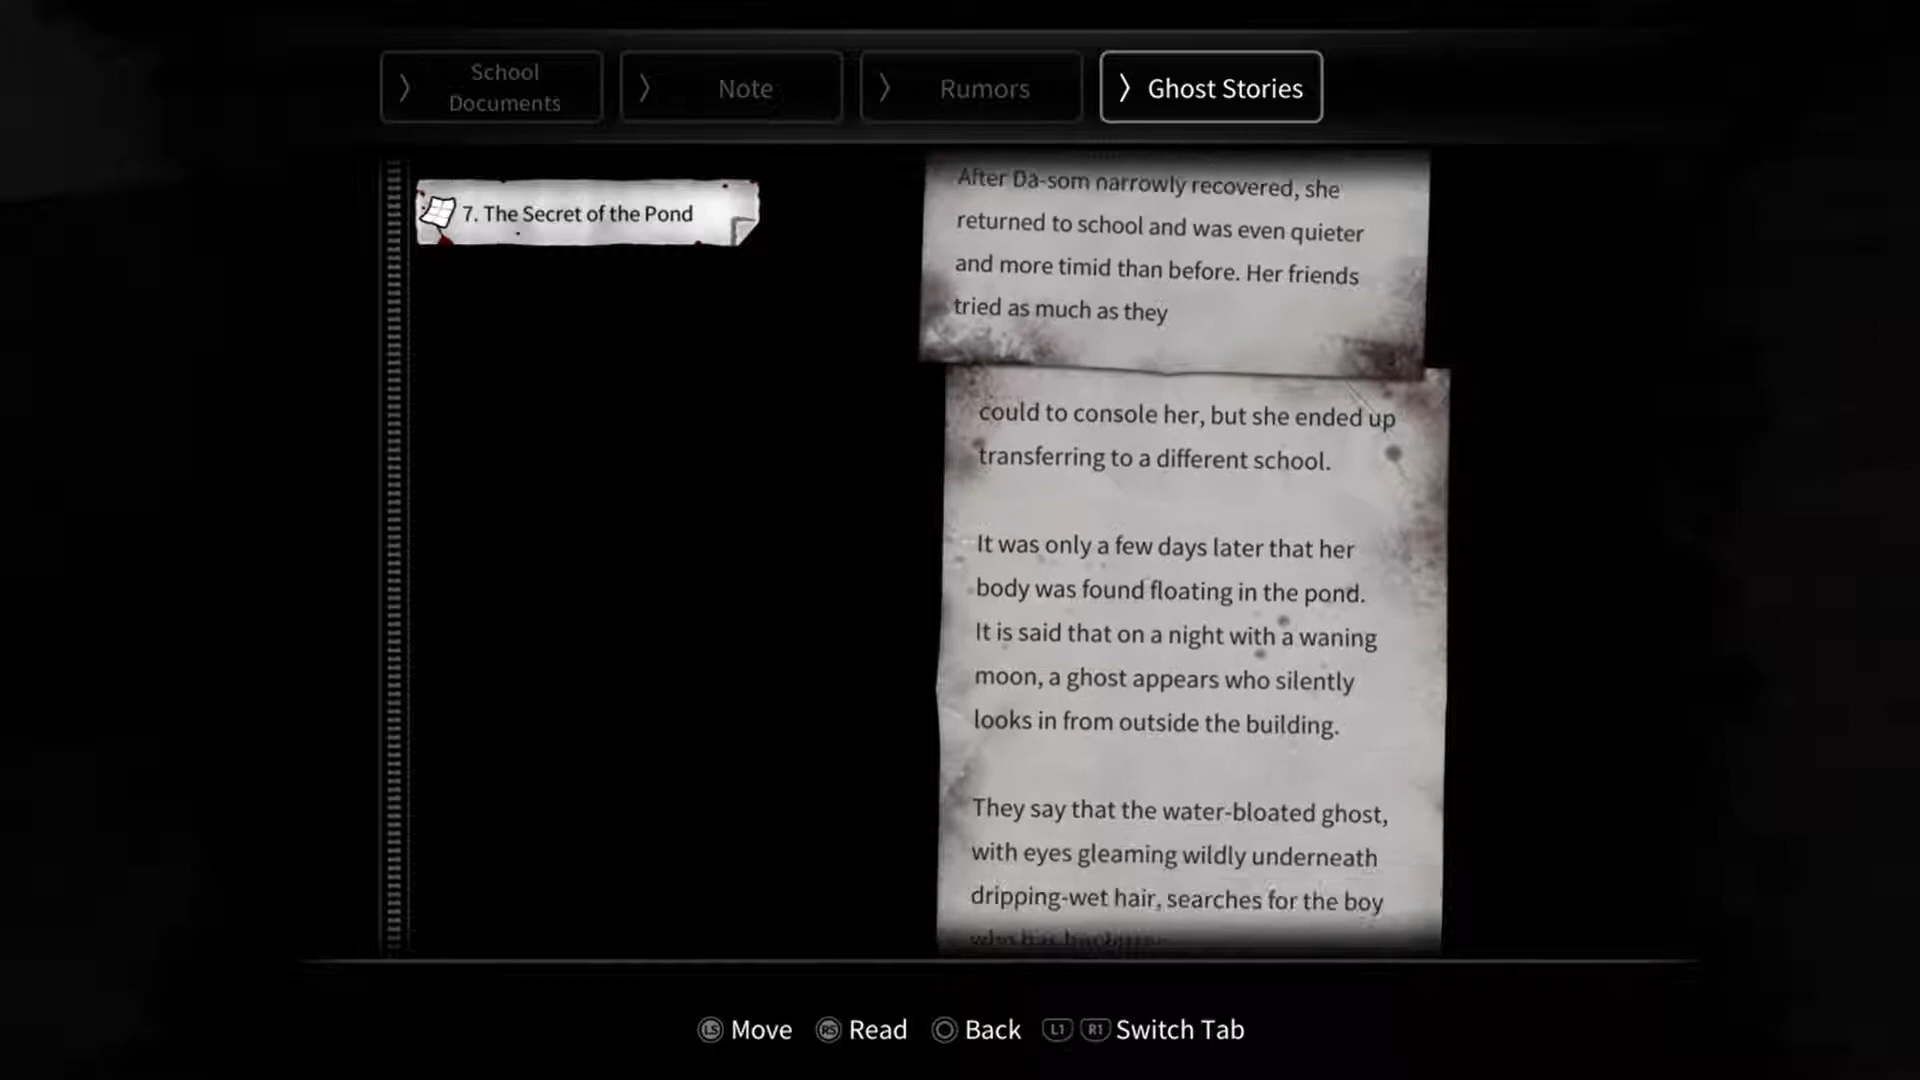 School
Documents
Note
Rumors
Ghost Stories
7. The Secret of the Pond
After Da-som narrowly recovered, she
returned to school and was even quieter
and more timid than before. Her friends
tried as much as they
could to console her, but she ended up
transferring to a different school.
It was only a few days later that her
body was found floating in the pond.
It is said that on a night with a waning
moon, a ghost appears who silently
looks in from outside the building.
They say that the water-bloated ghost,
with eyes gleaming wildly underneath
dripping-wet hair, searches for the boy
LS Move RS Read Back L1 R1 Switch Tab